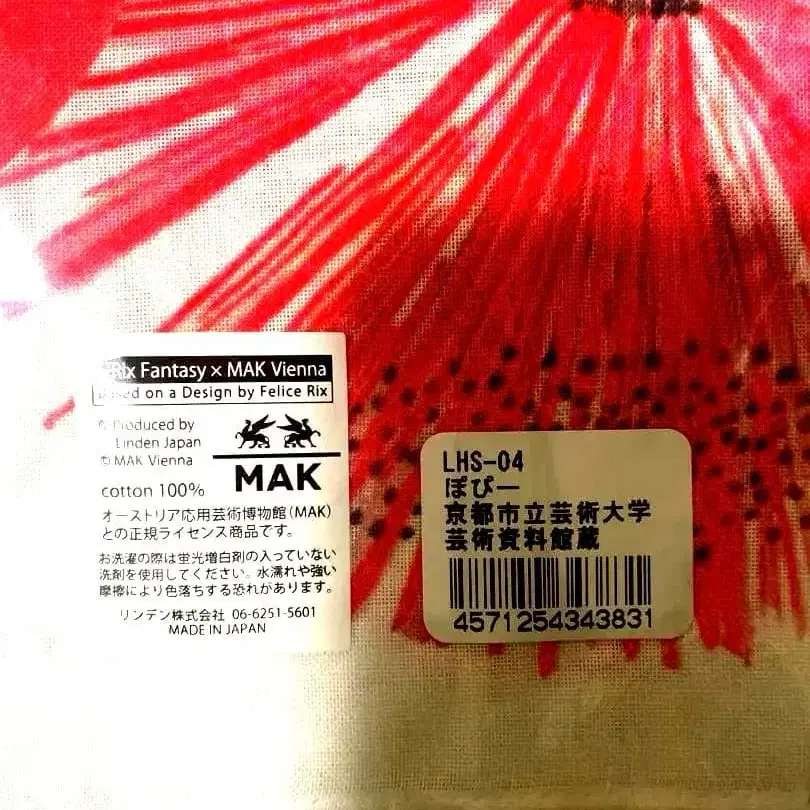 Rix Fantasy × MAK Vienna
Based on a Design by Felice Rix
© Produced by
Linden Japan
© MAK Vienna
MAK
cotton 100%
オーストリア応用芸術博物館(MAK)
との正規ライセンス商品です。
お洗濯の際は蛍光増白剤の入っていない
洗剤を使用してください。水濡れや強い
摩擦により色落ちする恐れがあります。
リンデン株式会社 06-6251-5601
MADE IN JAPAN
LHS-04
ぽぴー
京都市立芸術大学
芸術資料館蔵
4571254343831